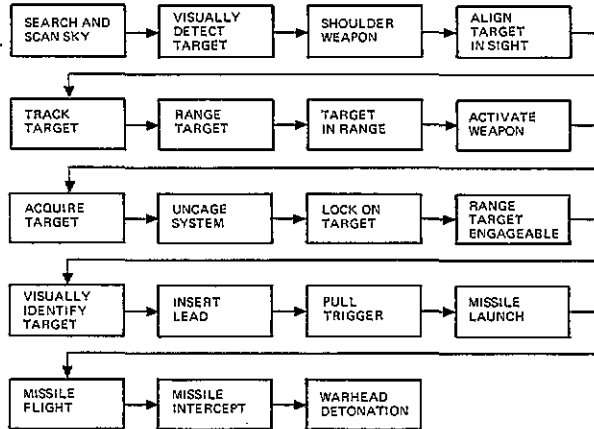 SEARCH AND
SCAN SKY
VISUALLY
DETECT
TARGET
SHOULDER
WEAPON
ALIGN
TARGET
IN SIGHT
TRACK
TARGET
RANGE
TARGET
TARGET
IN RANGE
ACTIVATE
WEAPON
ACQUIRE
TARGET
UNCAGE
SYSTEM
LOCK ON
TARGET
RANGE
TARGET
ENGAGEABLE
VISUALLY
IDENTIFY
TARGET
INSERT
LEAD
PULL
TRIGGER
MISSILE
LAUNCH
MISSILE
FLIGHT
MISSILE
INTERCEPT
WARHEAD
DETONATION